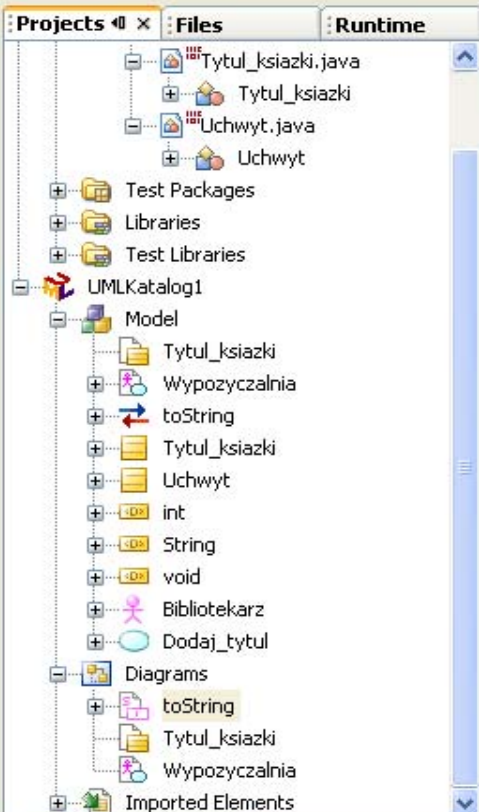 Projects Files Runtime
Tytul_ksiazki.java
Tytul_ksiazki
Uchwyt.java
Uchwyt
Test Packages
Libraries
Test Libraries
UMLKatalog1
Model
Tytul_ksiazki
Wypozyczalnia
toString
Tytul_ksiazki
Uchwyt
int
String
void
Bibliotekarz
Dodaj_tytul
Diagrams
toString
Tytul_ksiazki
Wypozyczalnia
Imported Elements